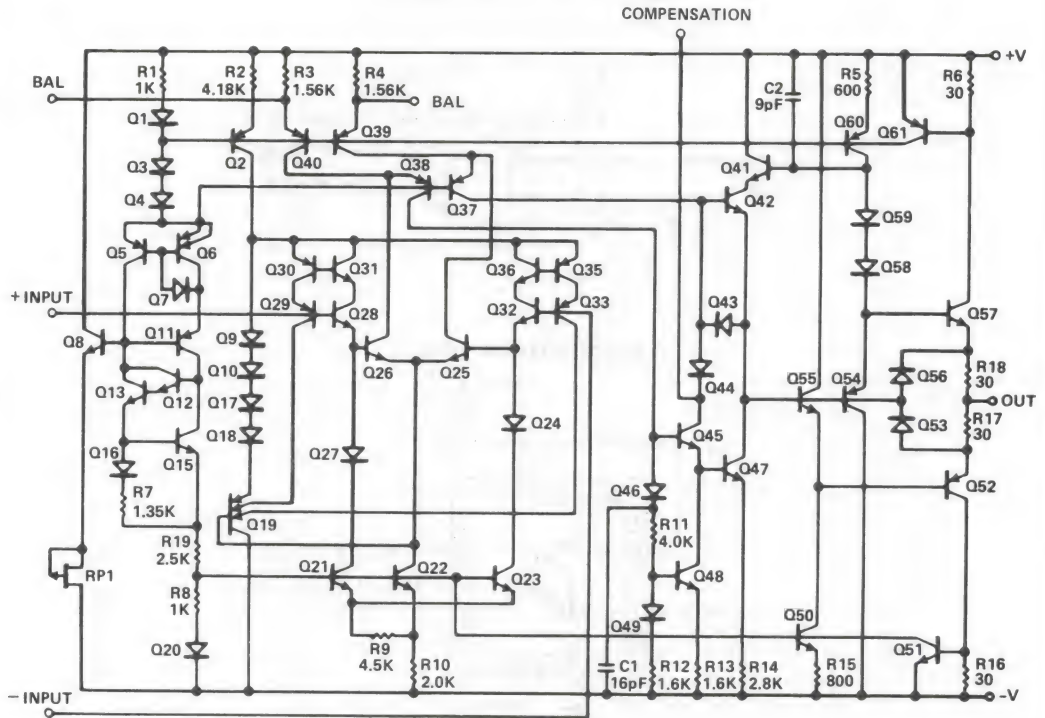 COMPENSATION
+V
BAL
R1
1K
R2
4.18K
R3
1.56K
R4
1.56K
BAL
C2
9pF
R5
600
R6
30
Q1
Q2
Q39
Q40
Q60
Q61
Q3
Q38
Q41
Q4
Q37
Q42
Q59
Q5
Q6
Q58
Q7
Q30
Q31
Q36
Q35
+INPUT
Q29
Q28
Q32
Q33
Q43
Q57
Q8
Q11
Q9
Q26
Q25
Q44
Q55
Q54
Q56
R18
30
OUT
Q13
Q12
Q10
Q17
Q24
Q53
R17
30
Q16
Q15
Q18
Q27
Q45
Q47
Q46
Q52
R7
1.35K
Q19
R11
4.0K
R19
2.5K
RP1
Q21
Q22
Q23
Q48
R8
1K
Q49
Q50
Q20
R9
4.5K
R10
2.0K
C1
16pF
R12
1.6K
R13
1.6K
R14
2.8K
R15
800
Q51
R16
30
-V
-INPUT